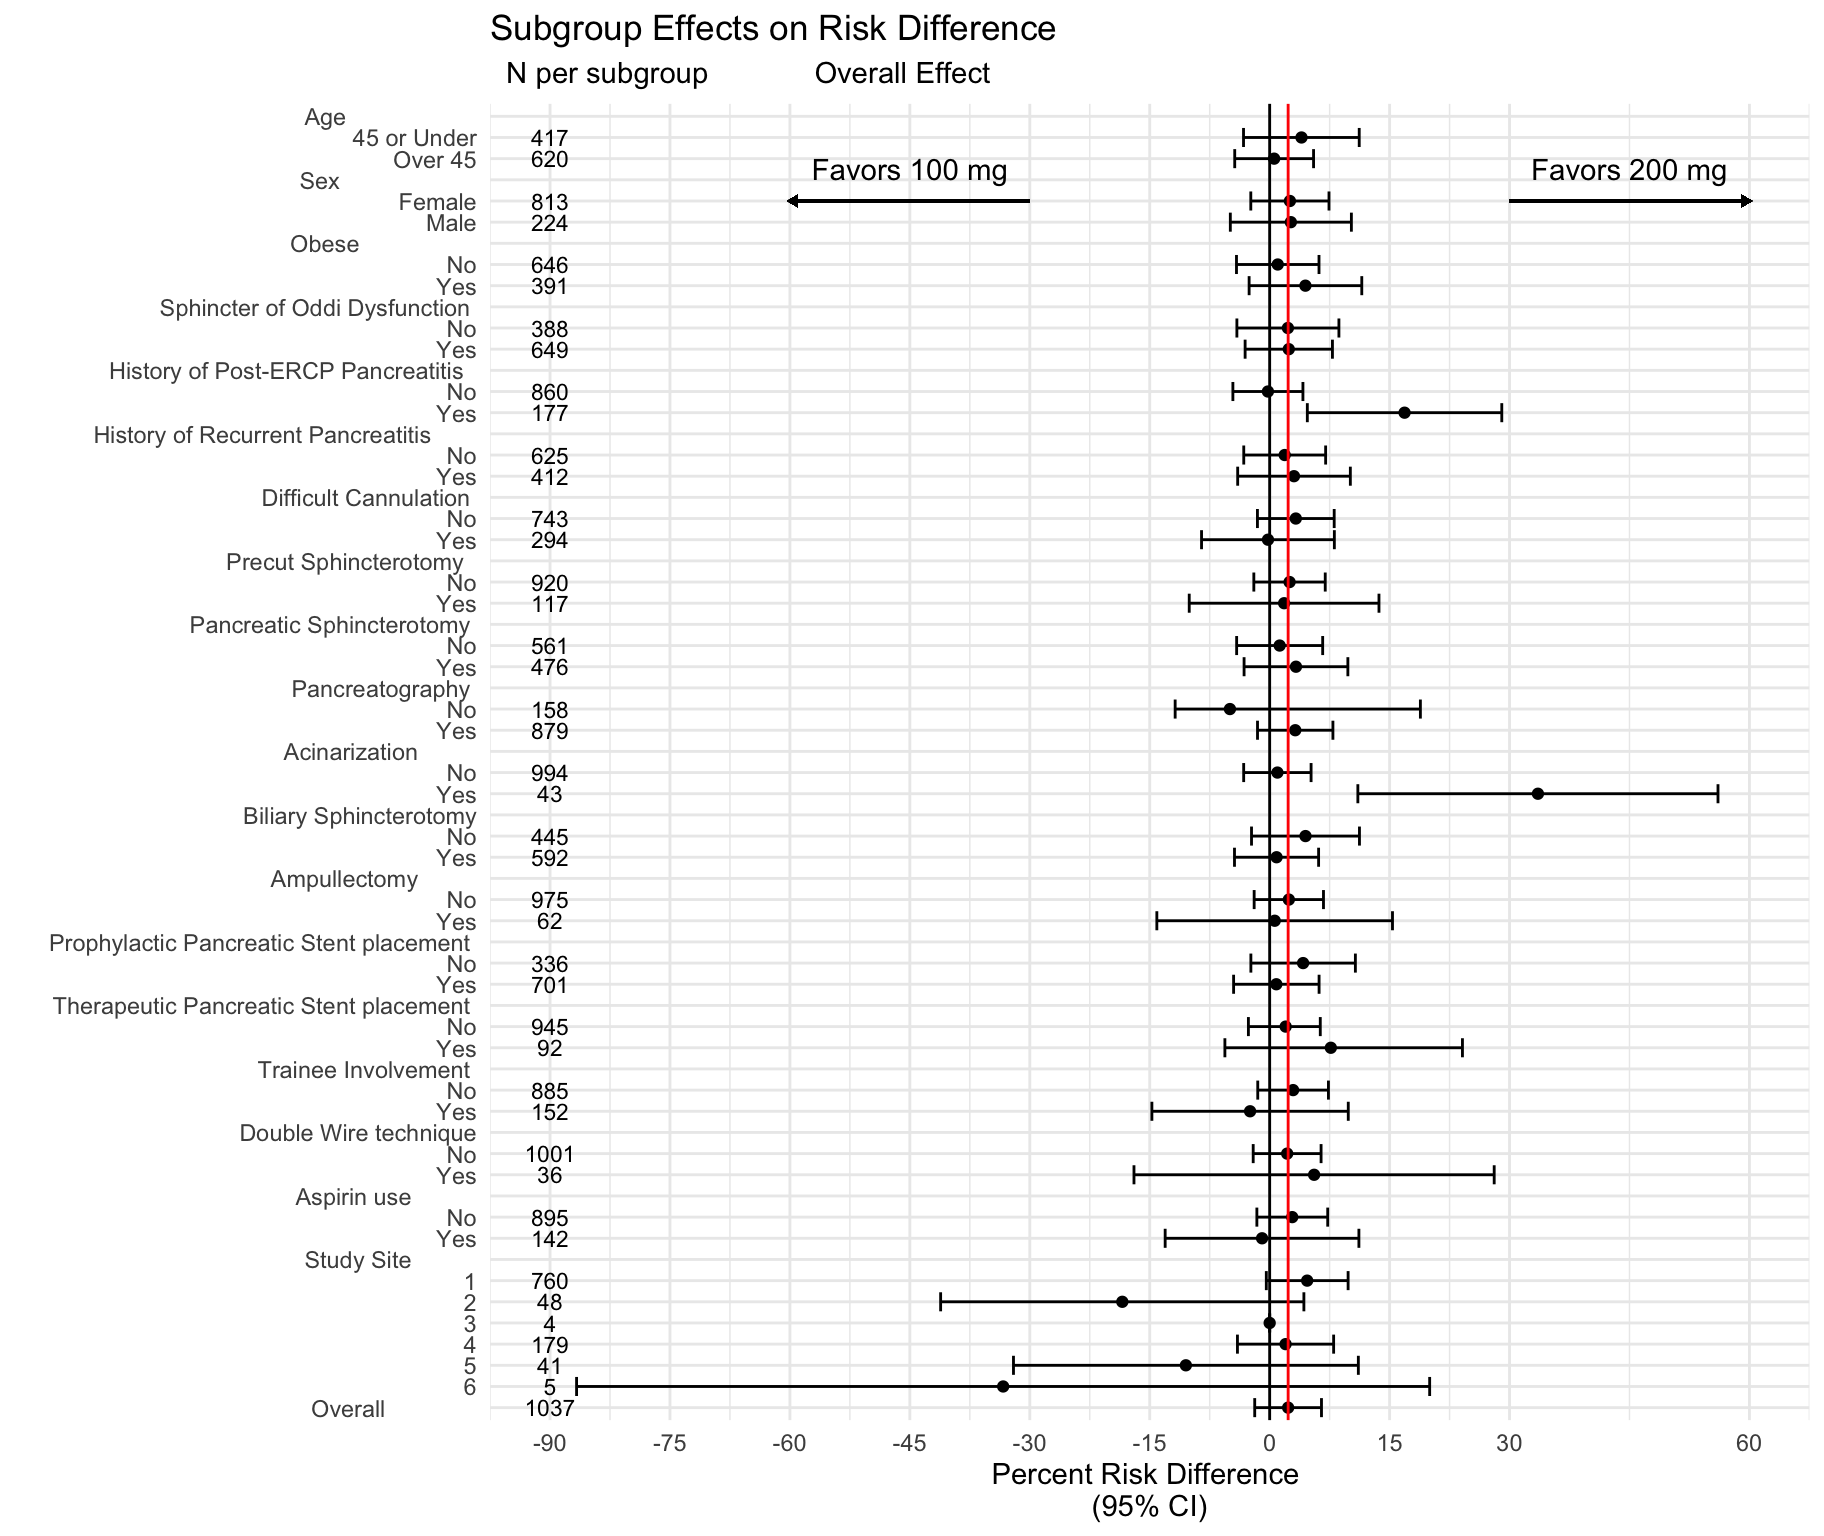 Subgroup Effects on Risk Difference
N per subgroup Overall Effect
Age
45 or Under 417
Over 45 620
Favors 100 mg Favors 200 mg
Sex
Female 813
Male 224
Obese
No 646
Yes 391
Sphincter of Oddi Dysfunction
No 388
Yes 649
History of Post-ERCP Pancreatitis
No 860
Yes 177
History of Recurrent Pancreatitis
No 625
Yes 412
Difficult Cannulation
No 743
Yes 294
Precut Sphincterotomy
No 920
Yes 117
Pancreatic Sphincterotomy
No 561
Yes 476
Pancreatography
No 158
Yes 879
Acinarization
No 994
Yes 43
Biliary Sphincterotomy
No 445
Yes 592
Ampullectomy
No 975
Yes 62
Prophylactic Pancreatic Stent placement
No 336
Yes 701
Therapeutic Pancreatic Stent placement
No 945
Yes 92
Trainee Involvement
No 885
Yes 152
Double Wire technique
No 1001
Yes 36
Aspirin use
No 895
Yes 142
Study Site
1 760
2 48
3 4
4 179
5 41
6 5
Overall 1037
-90 -75 -60 -45 -30 -15 0 15 30 60
Percent Risk Difference
(95% CI)